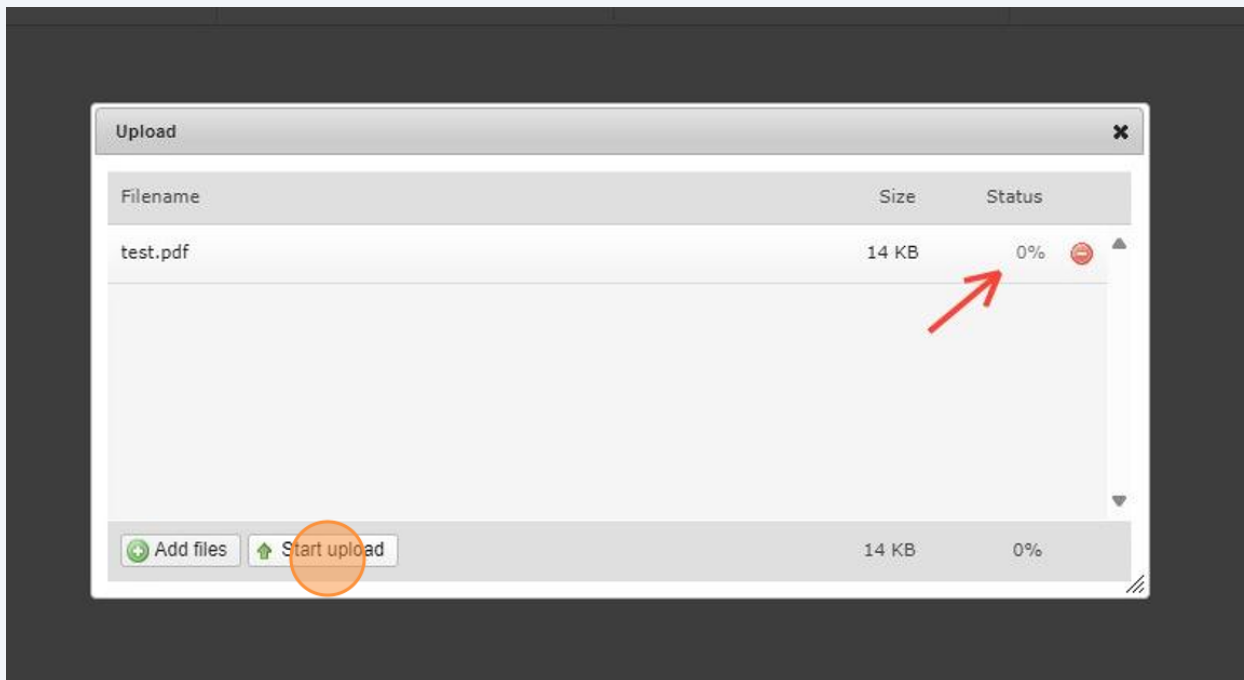 Upload
Filename Size Status
test.pdf 14 KB 0%
Add files Start upload 14 KB 0%